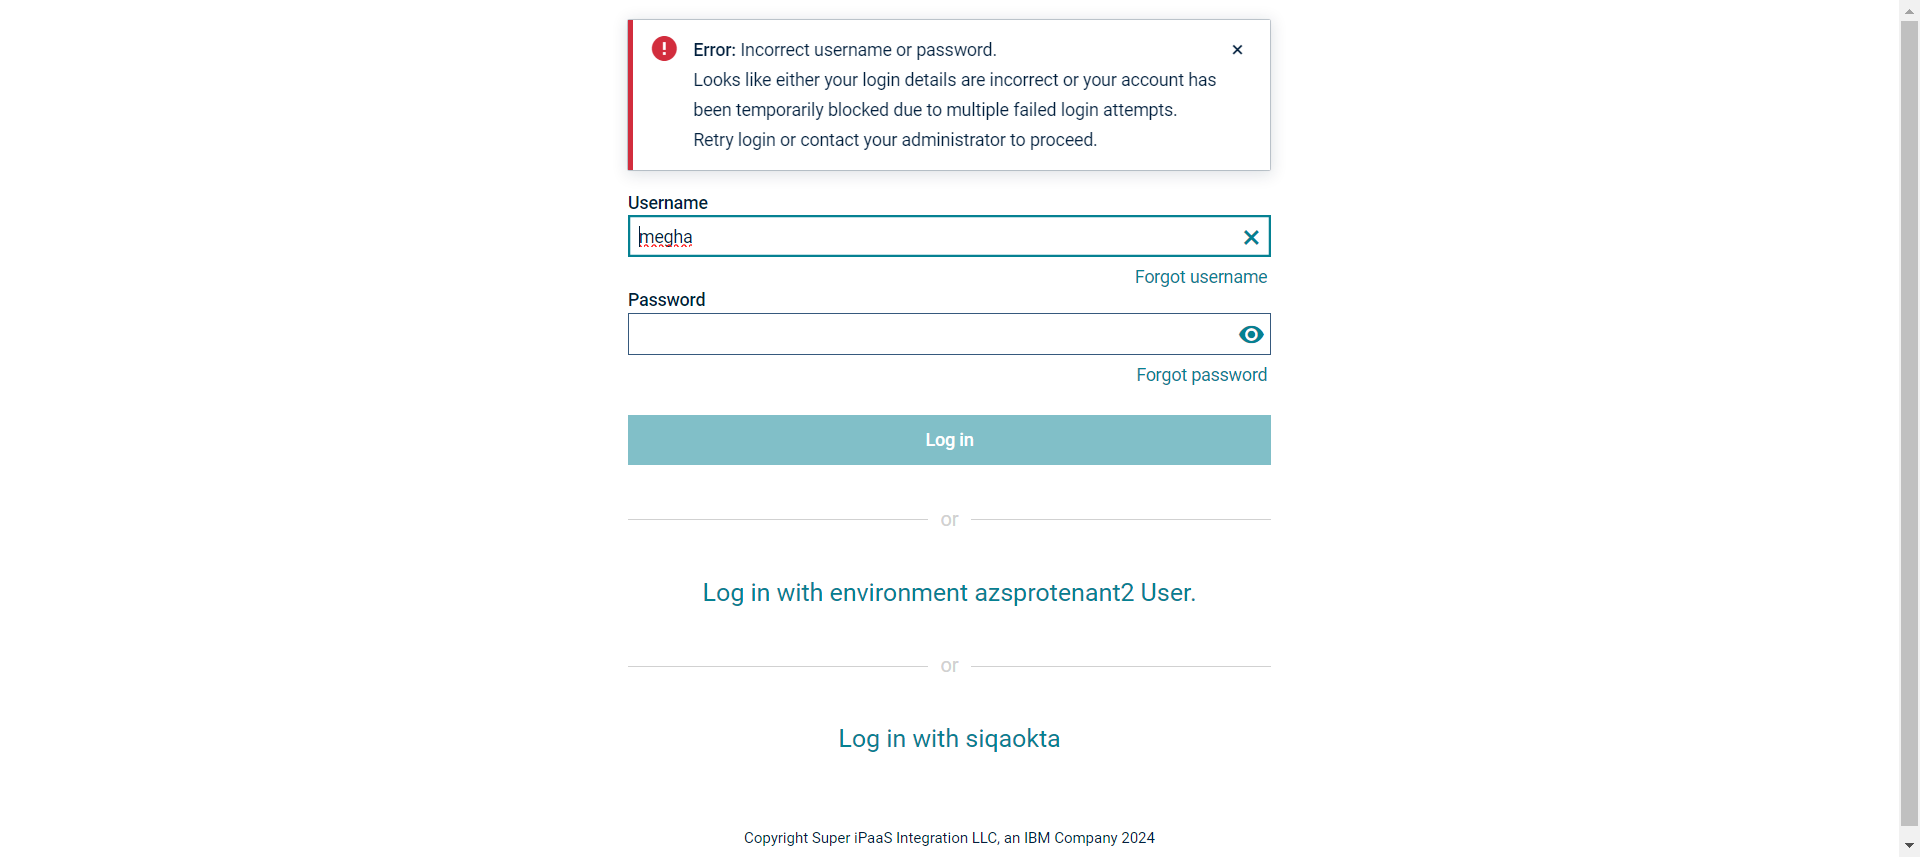 Error: Incorrect username or password.
Looks like either your login details are incorrect or your account has
been temporarily blocked due to multiple failed login attempts.
Retry login or contact your administrator to proceed.
Username
megha
Forgot username
Password
Forgot password
Log in
or
Log in with environment azsprotenant2 User.
or
Log in with siqaokta
Copyright Super iPaaS Integration LLC, an IBM Company 2024